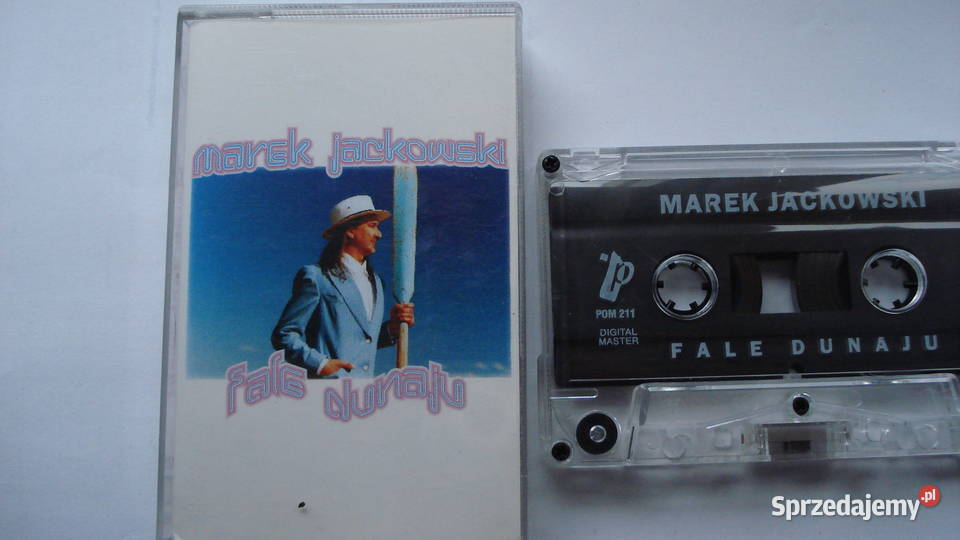 marek jackowski
fale dunaju
MAREK JACKOWSKI
POM 211
DIGITAL
MASTER
FALE DUNAJU
Sprzedajemy.pl